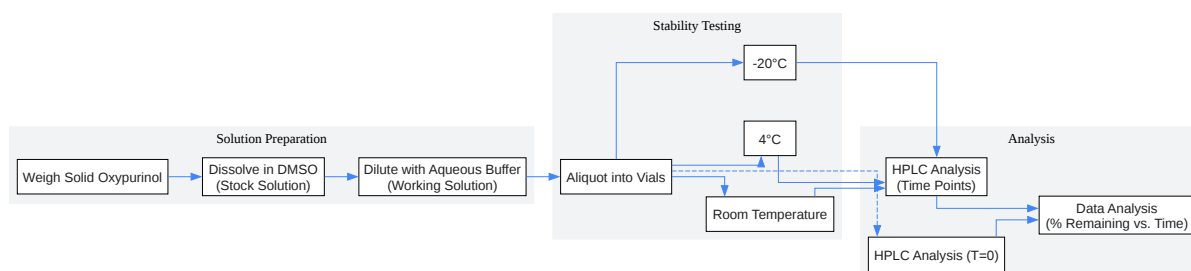 Stability Testing
-20°C
Solution Preparation
4°C
Analysis
Weigh Solid Oxypurinol
Dissolve in DMSO
(Stock Solution)
Dilute with Aqueous Buffer
(Working Solution)
Aliquot into Vials
HPLC Analysis
(Time Points)
Room Temperature
Data Analysis
(% Remaining vs. Time)
HPLC Analysis (T=0)